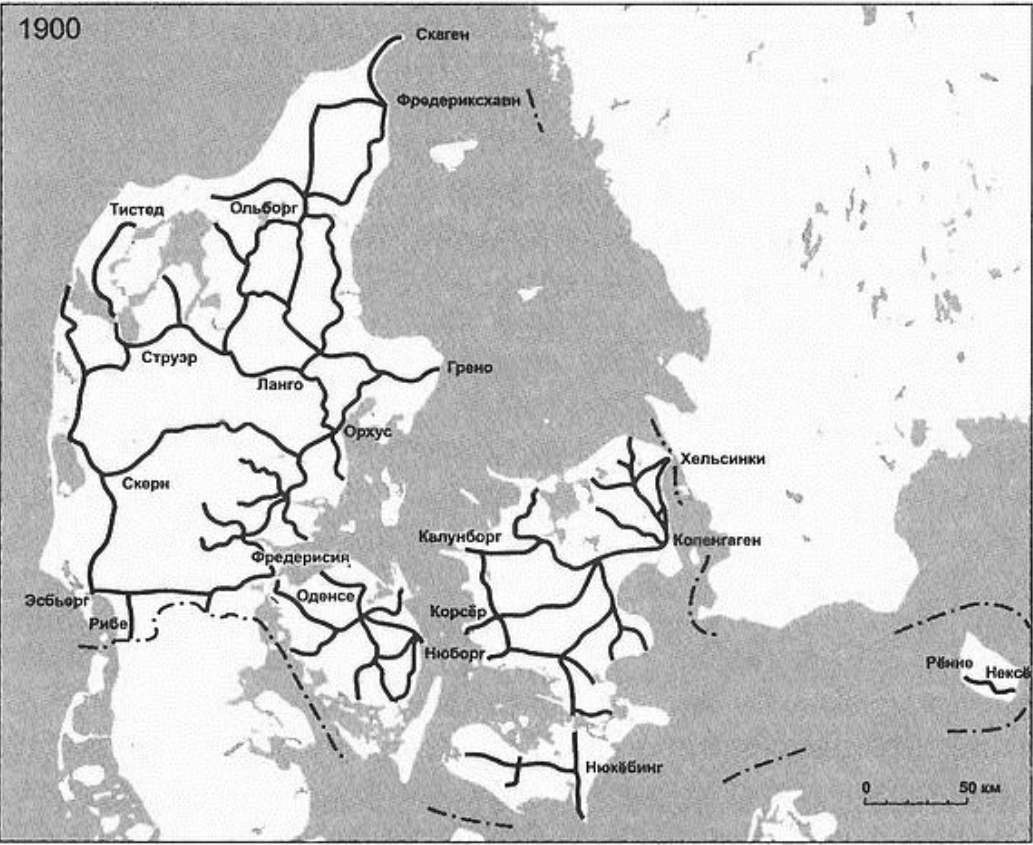 1900
Скаген
Фредериксхавн
Тистед
Ольборг
Струэр
Ланго
Грено
Орхус
Скерн
Хельсинки
Калунборг
Копенгаген
Фредерисия
Эсбьерг
Оденсе
Корсёр
Рибе
Нюборг
Рённе
Нексё
Нюкёбинг
0 50 км